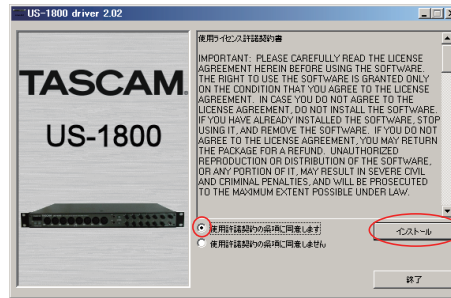 US-1800 driver 2.02
使用ライセンス許諾契約書
IMPORTANT: PLEASE CAREFULLY READ THE LICENSE
AGREEMENT HEREIN BEFORE USING THE SOFTWARE.
THE RIGHT TO USE THE SOFTWARE IS GRANTED ONLY
ON THE CONDITION THAT YOU AGREE TO THE LICENSE
AGREEMENT. IN CASE YOU DO NOT AGREE TO THE
LICENSE AGREEMENT, DO NOT INSTALL THE SOFTWARE.
IF YOU HAVE ALREADY INSTALLED THE SOFTWARE, STOP
USING IT, AND REMOVE THE SOFTWARE. IF YOU DO NOT
AGREE TO THE LICENSE AGREEMENT, YOU MAY RETURN
THE PACKAGE FOR A REFUND. UNAUTHORIZED
REPRODUCTION OR DISTRIBUTION OF THE SOFTWARE,
OR ANY PORTION OF IT, MAY RESULT IN SEVERE CIVIL
AND CRIMINAL PENALTIES, AND WILL BE PROSECUTED
TO THE MAXIMUM EXTENT POSSIBLE UNDER LAW.
TASCAM
US-1800
使用許諾契約の条項に同意します
使用許諾契約の条項に同意しません
インストール
終了